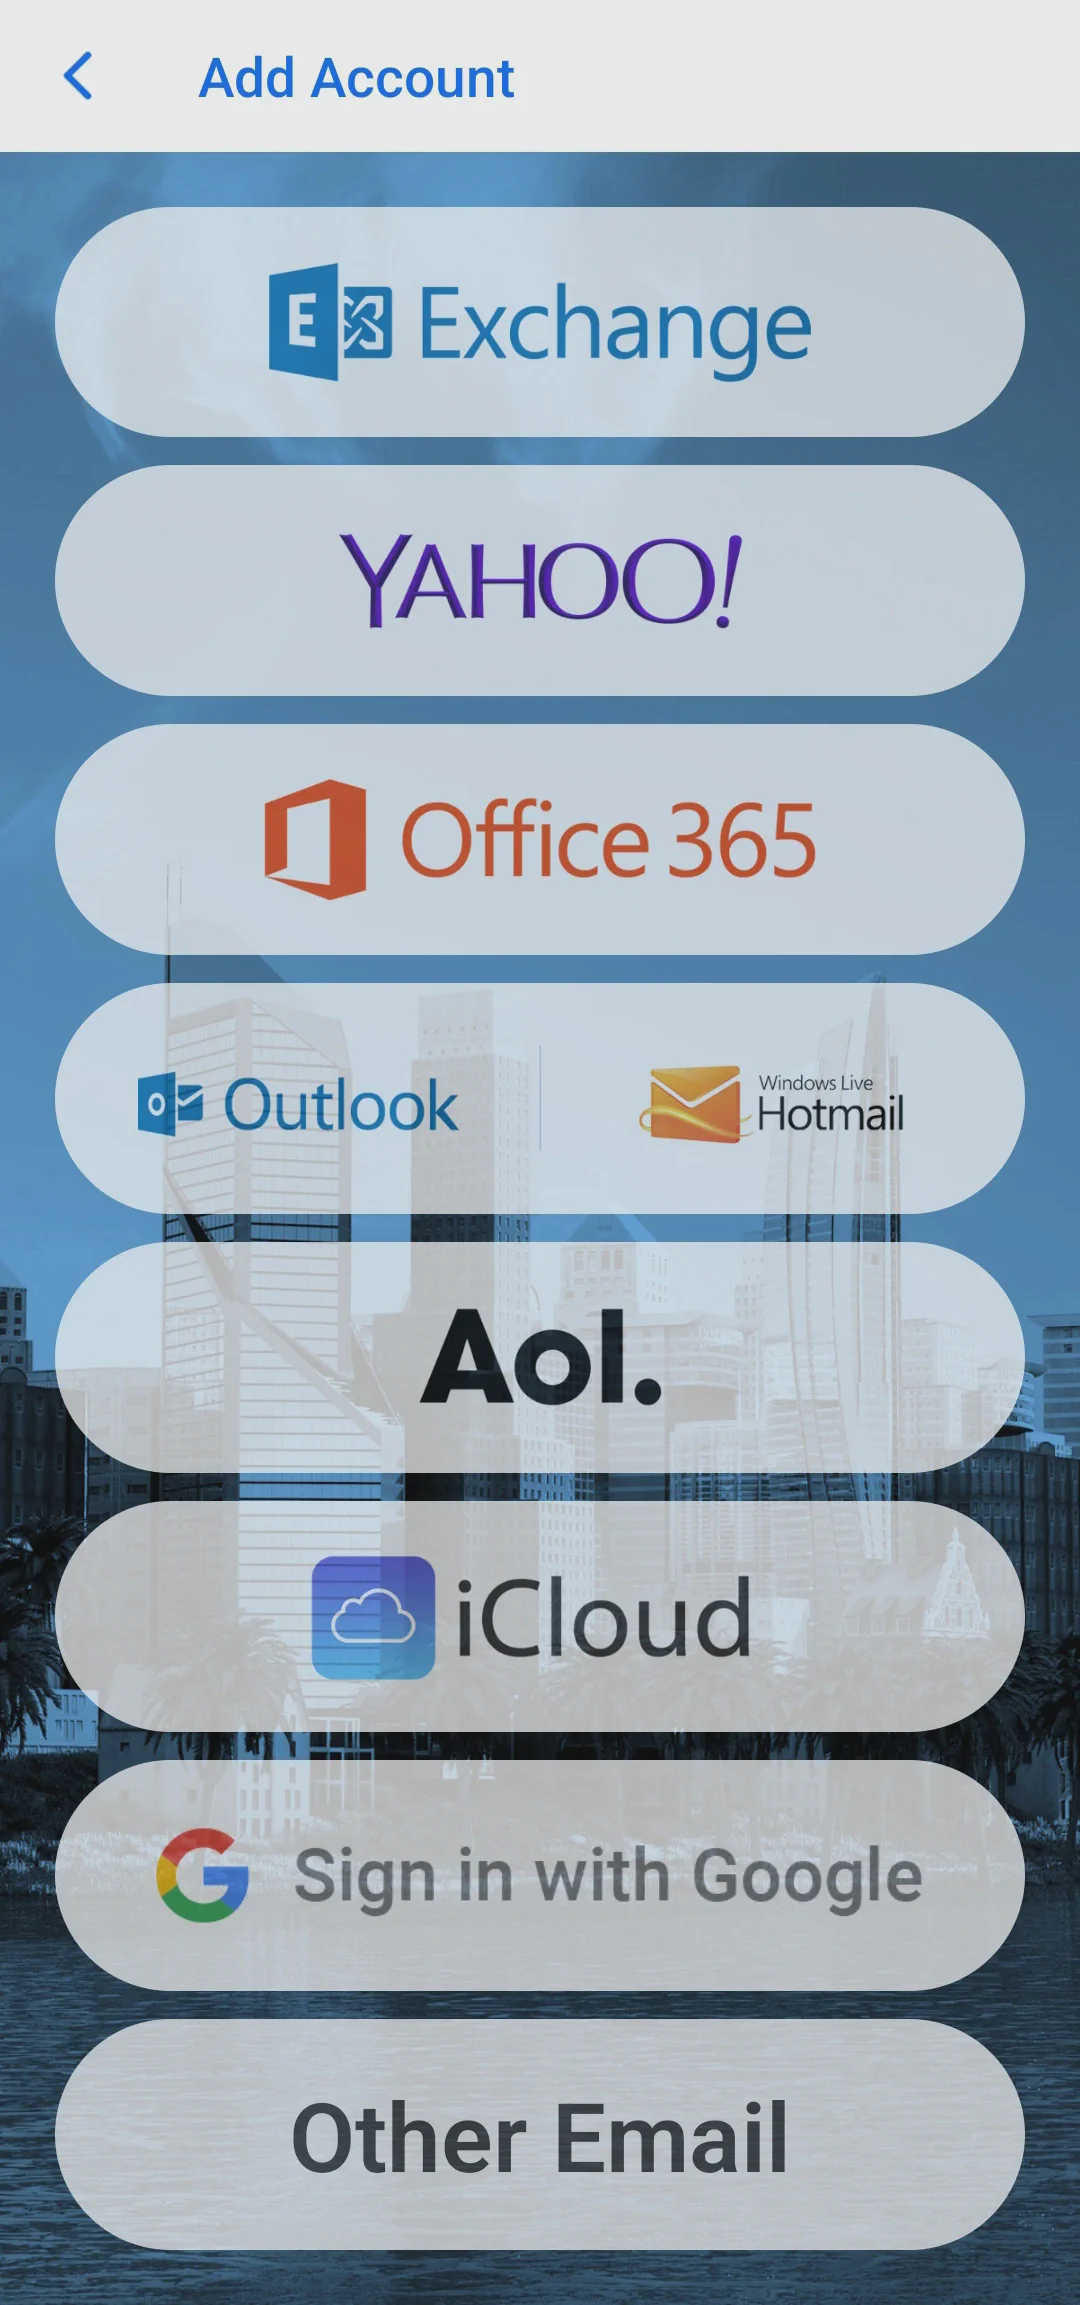 Add Account
Exchange
YAHOO!
Office 365
Outlook
Windows Live
Hotmail
Aol.
iCloud
Sign in with Google
Other Email